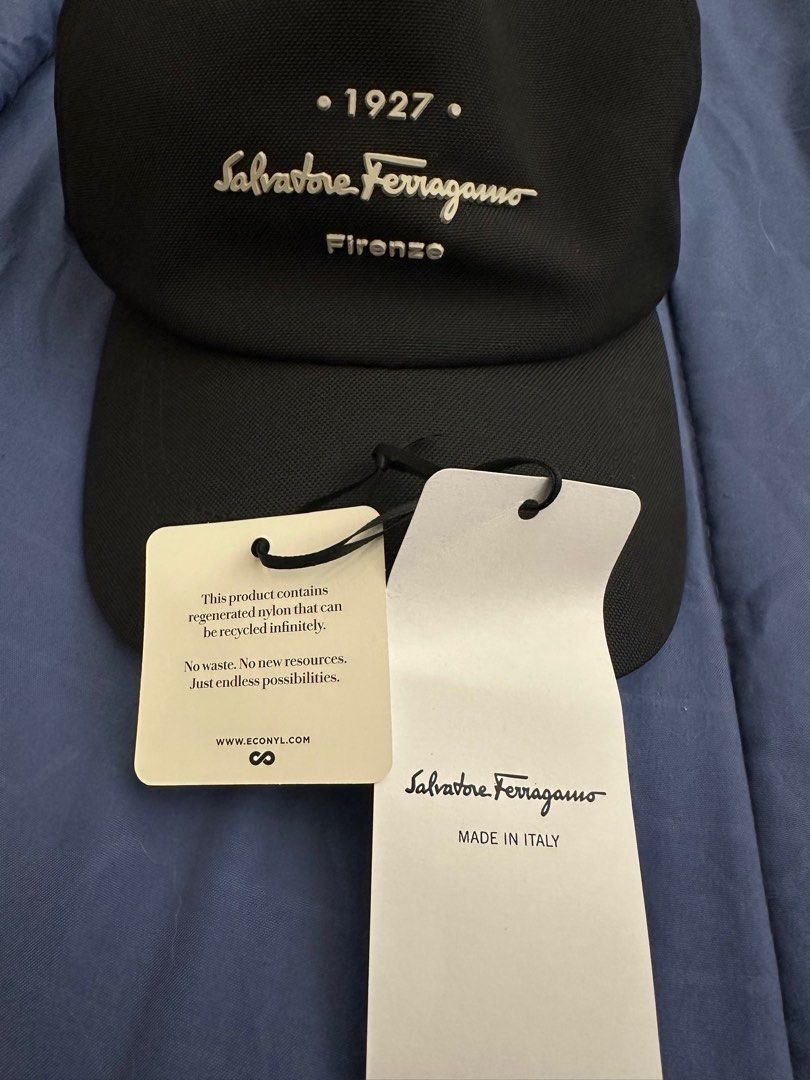 • 1927 •
Salvatore Ferragamo
Firenze
This product contains
regenerated nylon that can
be recycled infinitely.
No waste. No new resources.
Just endless possibilities.
WWW.ECONYL.COM
Salvatore Ferragamo
MADE IN ITALY